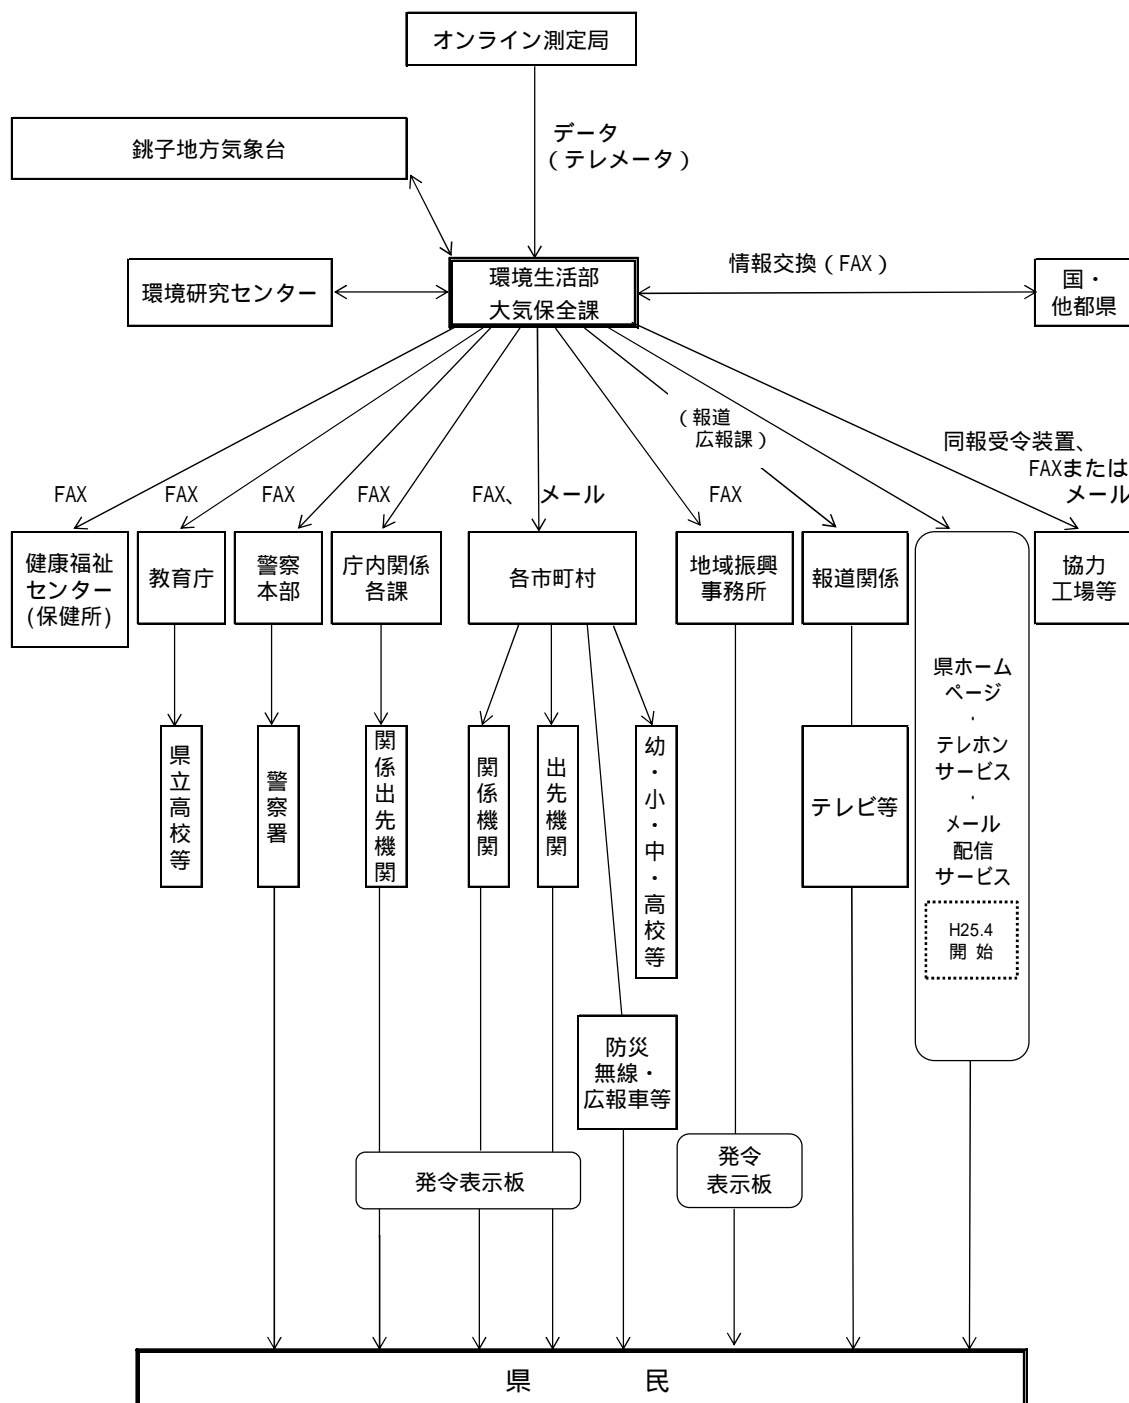 オンライン測定局
銚子地方気象台
データ
(テレメータ)
環境研究センター
環境生活部
大気保全課
情報交換(FAX)
国・
他都県
(報道
広報課)
同報受令装置、
FAXまたは
メール
FAX
FAX
FAX
FAX
FAX、 メール
FAX
健康福祉
センター
(保健所)
教育庁
警察
本部
庁内関係
各課
各市町村
地域振興
事務所
報道関係
協力
工場等
県ホーム
ページ
・
テレホン
サービス
・
メール
配信
サービス
H25.4
開 始
県立高校等
警察署
関係出先機関
関係機関
出先機関
幼・小・中・高校等
テレビ等
防災
無線・
広報車等
発令表示板
発令
表示板
県 民